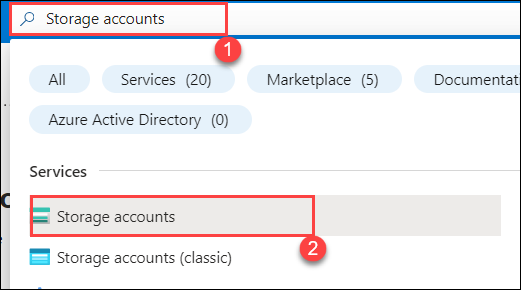 Storage accounts
1
All Services (20) Marketplace (5) Documentat
Azure Active Directory (0)
Services
Storage accounts
2
Storage accounts (classic)